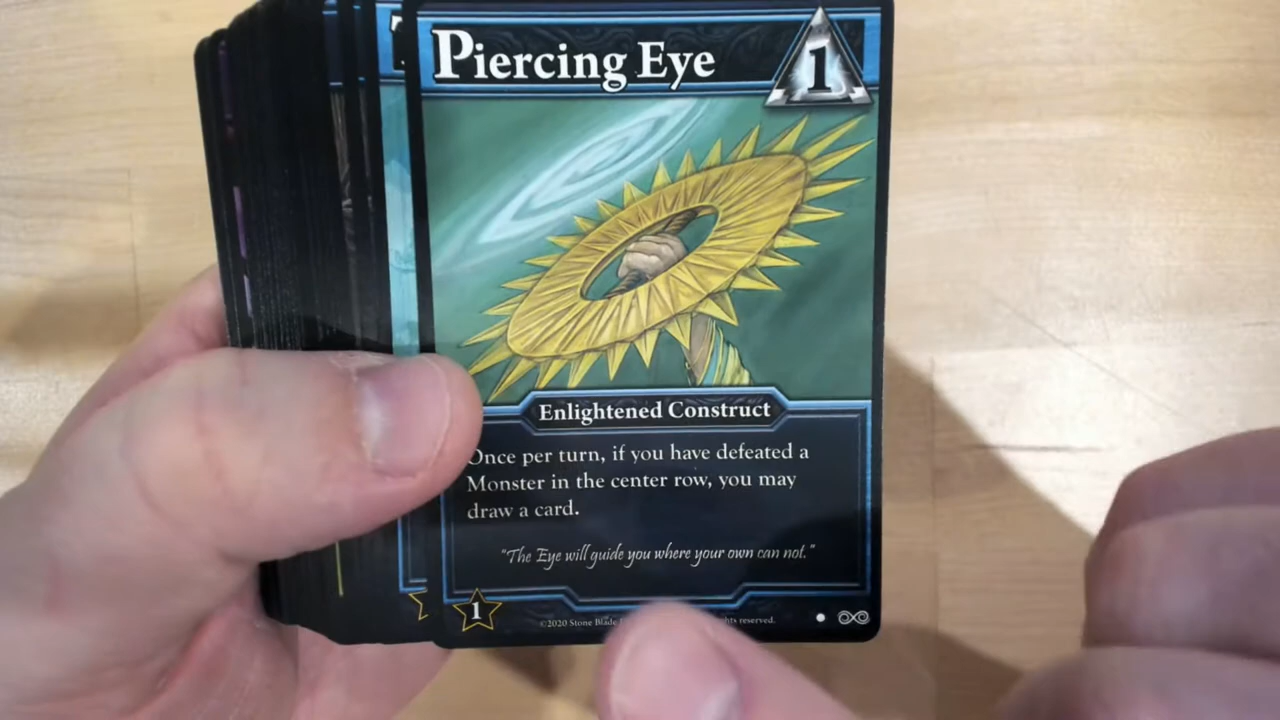 Piercing Eye
1
Enlightened Construct
Once per turn, if you have defeated a
Monster in the center row, you may
draw a card.
"The Eye will guide you where your own can not."
1
©2020 Stone Blade reserved.